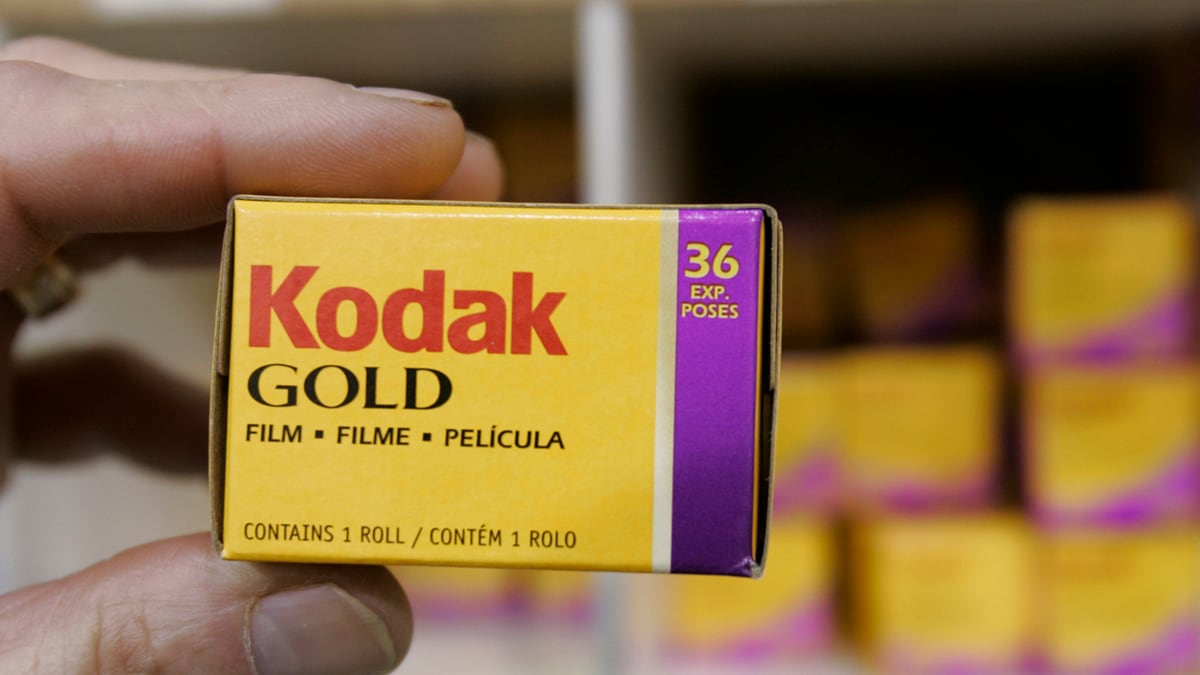 Kodak
GOLD
FILM ▪ FILME ▪ PELÍCULA
CONTAINS 1 ROLL / CONTÉM 1 ROLO
36
EXP.
POSES